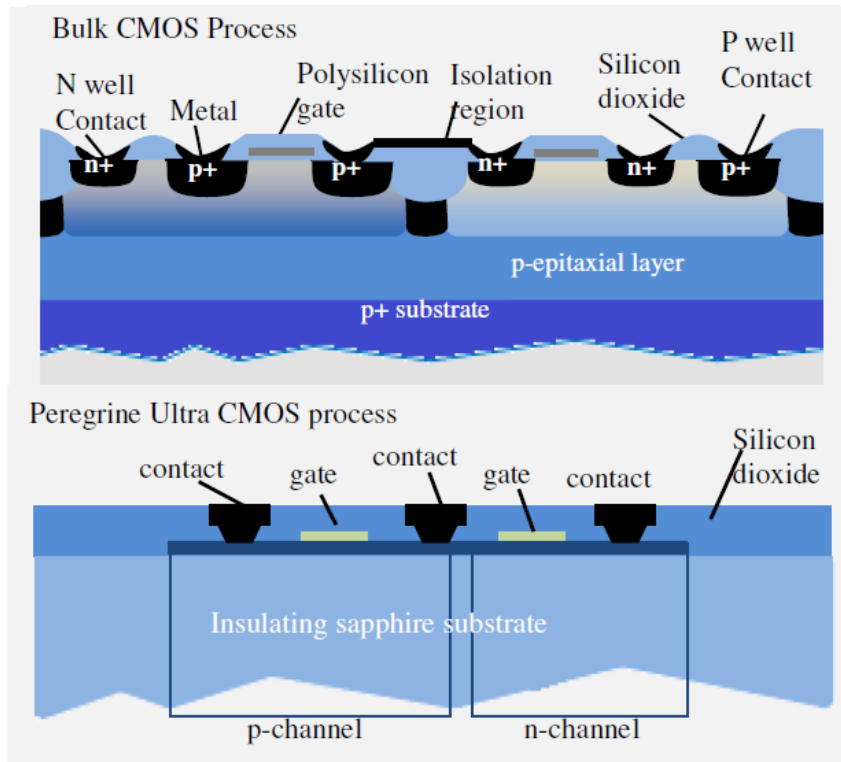 Bulk CMOS Process
N well
Contact
Metal
Polysilicon
gate
Isolation
region
Silicon
dioxide
P well
Contact
n+
p+
p+
n+
n+
p+
p-epitaxial layer
p+ substrate
Peregrine Ultra CMOS process
contact
gate
contact
gate
contact
Silicon
dioxide
Insulating sapphire substrate
p-channel
n-channel